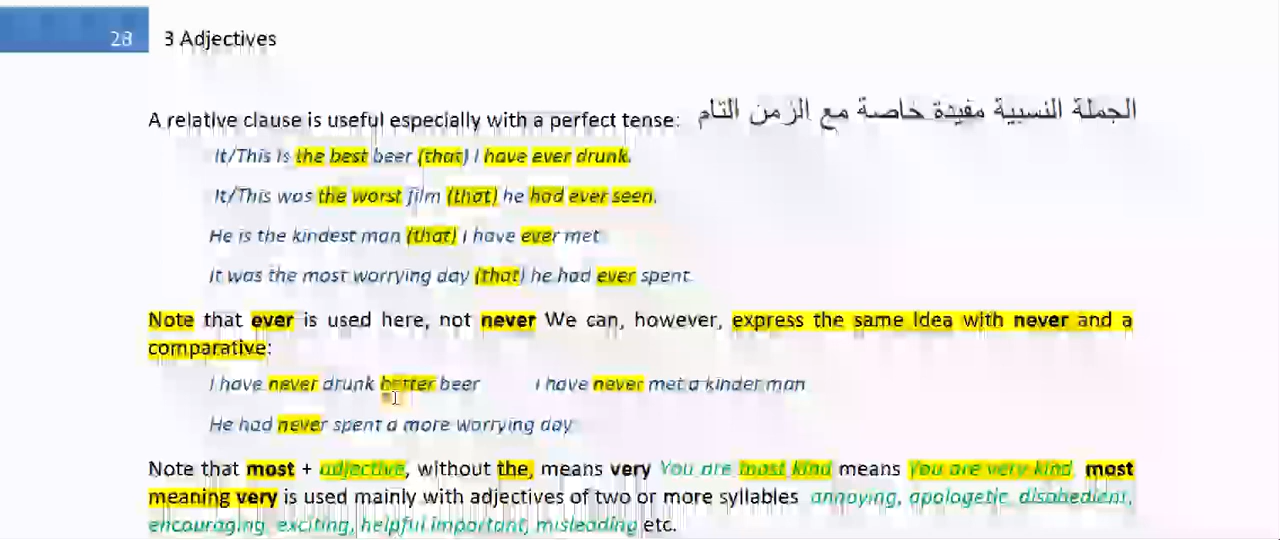 28 3 Adjectives
A relative clause is useful especially with a perfect tense: الجملة النسبية مفيدة خاصة مع الزمن التام
It/This is the best beer (that) I have ever drunk.
It/This was the worst film (that) he had ever seen.
He is the kindest man (that) I have ever met
It was the most worrying day (that) he had ever spent.
Note that ever is used here, not never We can, however, express the same idea with never and a
comparative:
I have never drunk better beer I have never met a kinder man
He had never spent a more worrying day
Note that most + adjective, without the, means very You are most kind means You are very kind, most
meaning very is used mainly with adjectives of two or more syllables annoying, apologetic, disobedient,
encouraging, exciting, helpful important, misleading etc.